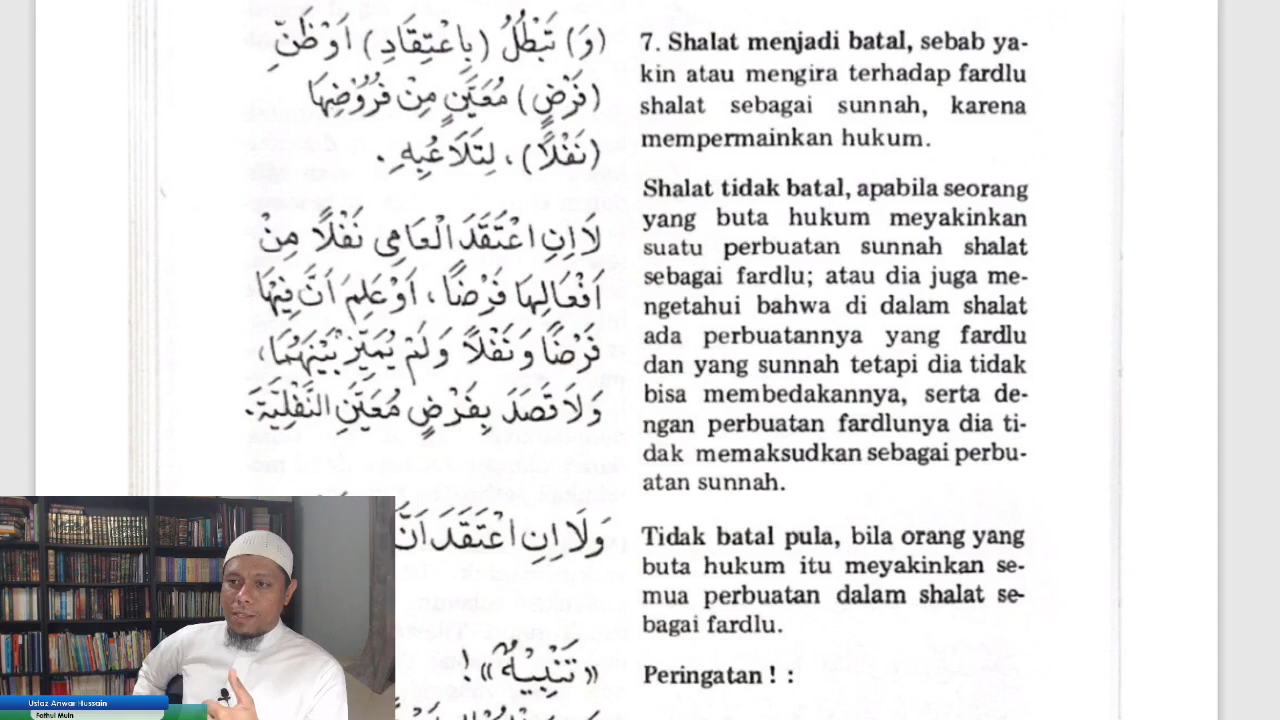 (وَ) تَبْطُلُ (بِاعْتِقَادِ) اَوْظَنِّ
(فَرْضٍ) مُعَيَّنٍ مِنْ فُرُوْضِهَا
(نَفْلًا)، لِتَلَاعُبِهِ.
لَا اِنِ اعْتَقَدَ الْعَامِى نَفْلًا مِنْ
اَفْعَالِهَا فَرْضًا، اَوْعَلِمَ اَنَّ فِيْهَا
فَرْضًا وَنَفْلًا وَلَمْ يُمَيِّزْ بَيْنَهُمَا،
وَلَا قَصَدَ بِفَرْضٍ مُعَيَّنٍ النَّفْلِيَّةَ.
وَلَا اِنِ اعْتَقَدَ اَنَّ
«تَنْبِيْهٌ»!
7. Shalat menjadi batal, sebab ya-
kin atau mengira terhadap fardlu
shalat sebagai sunnah, karena
mempermainkan hukum.
Shalat tidak batal, apabila seorang
yang buta hukum meyakinkan
suatu perbuatan sunnah shalat
sebagai fardlu; atau dia juga me-
ngetahui bahwa di dalam shalat
ada perbuatannya yang fardlu
dan yang sunnah tetapi dia tidak
bisa membedakannya, serta de-
ngan perbuatan fardlunya dia ti-
dak memaksudkan sebagai perbu-
atan sunnah.
Tidak batal pula, bila orang yang
buta hukum itu meyakinkan se-
mua perbuatan dalam shalat se-
bagai fardlu.
Peringatan ! :
Ustaz Anwar Hussain
Fathul Muin